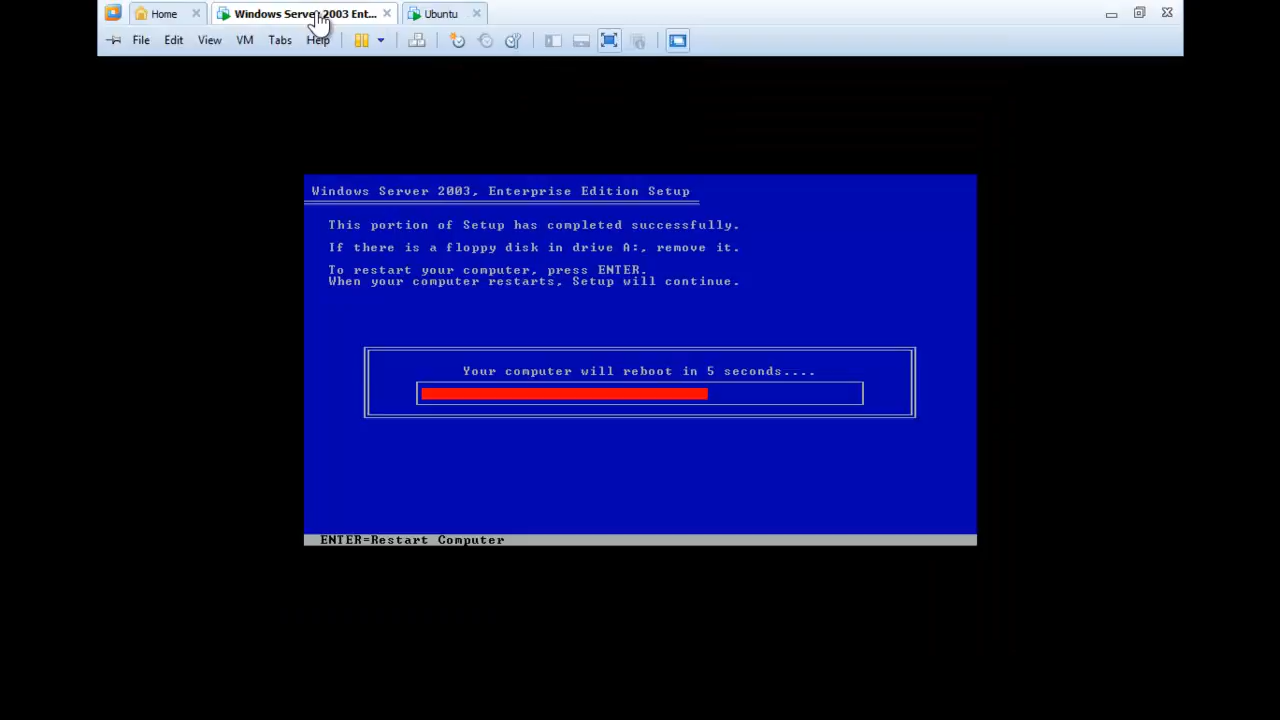 Home
Windows Server 2003 Ent...
Ubuntu
File Edit View VM Tabs Help
Windows Server 2003, Enterprise Edition Setup
This portion of Setup has completed successfully.
If there is a floppy disk in drive A:, remove it.
To restart your computer, press ENTER.
When your computer restarts, Setup will continue.
Your computer will reboot in 5 seconds....
ENTER=Restart Computer